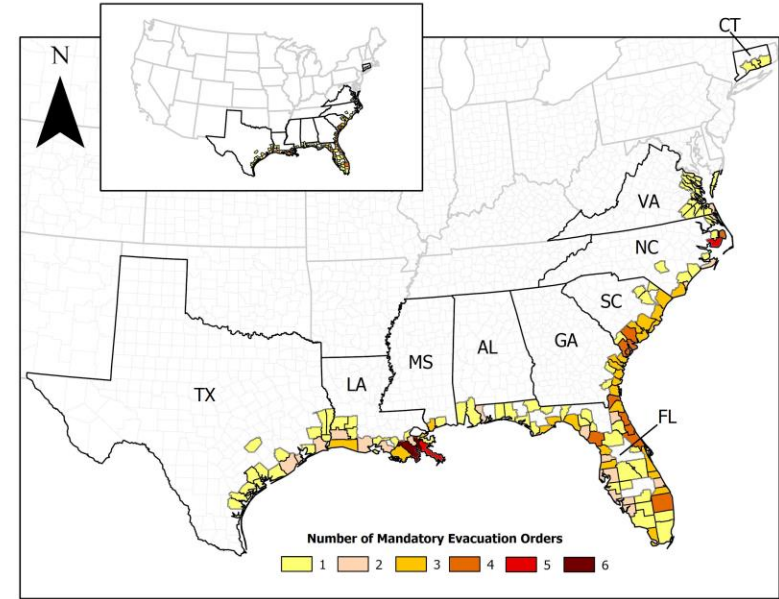 CT
N
VA
NC
SC
TX
LA
MS
AL
GA
FL
Number of Mandatory Evacuation Orders
1 2 3 4 5 6